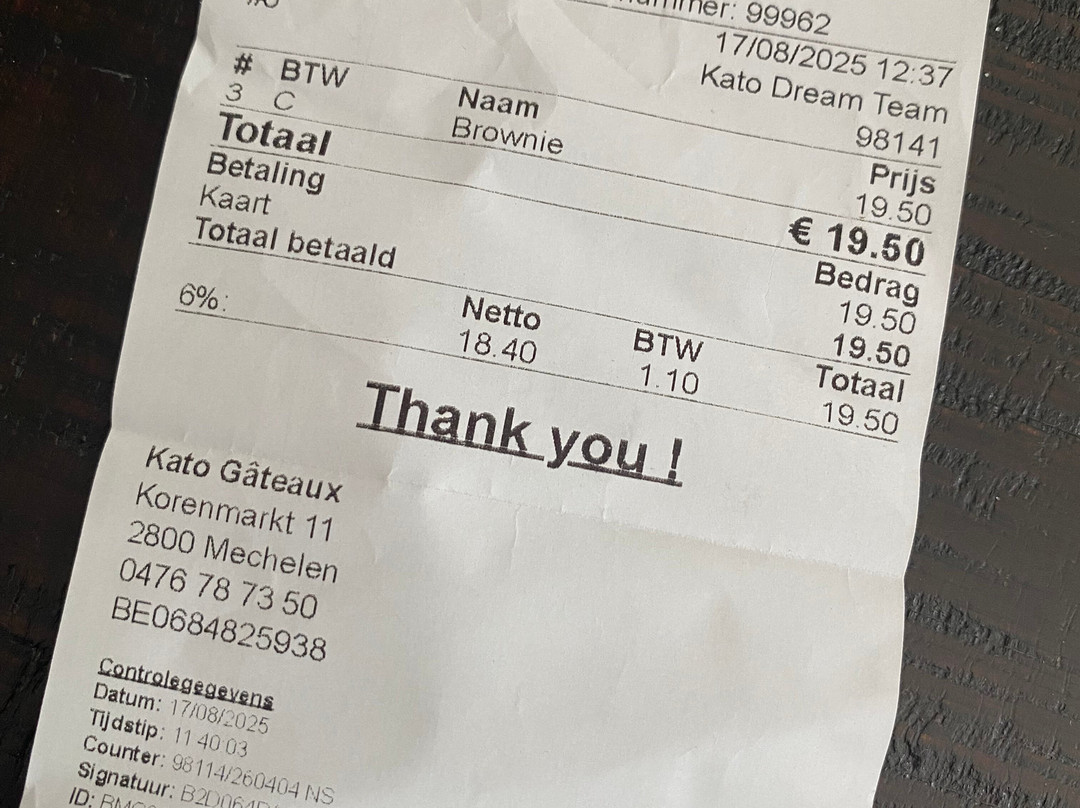 99962
17/08/2025 12:37
Kato Dream Team
98141
# BTW Naam Prijs
3 C Brownie 19.50
Totaal € 19.50
Betaling Bedrag
Kaart 19.50
Totaal betaald 19.50
Netto BTW Totaal
6%: 18.40 1.10 19.50
Thank you !
Kato Gâteaux
Korenmarkt 11
2800 Mechelen
0476 78 73 50
BE0684825938
Controlegegevens
Datum: 17/08/2025
Tijdstip: 11:40:03
Counter: 98114/260404 NS
Signatuur:
ID: